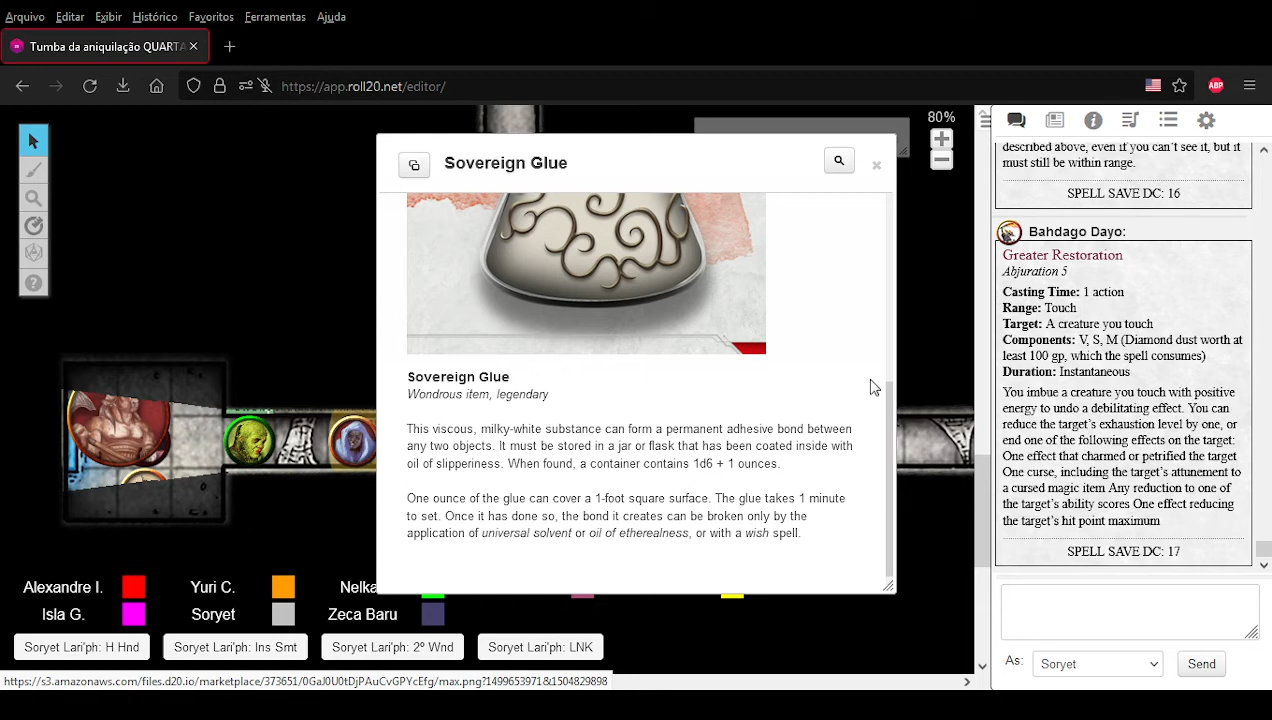 Arquivo Editar Exibir Histórico Favoritos Ferramentas Ajuda
Tumba da aniquilação QUARTA
https://app.roll20.net/editor/
ABP
80%
Sovereign Glue
Sovereign Glue
Wondrous item, legendary
This viscous, milky-white substance can form a permanent adhesive bond between
any two objects. It must be stored in a jar or flask that has been coated inside with
oil of slipperiness. When found, a container contains 1d6 + 1 ounces.
One ounce of the glue can cover a 1-foot square surface. The glue takes 1 minute
to set. Once it has done so, the bond it creates can be broken only by the
application of universal solvent or oil of etherealness, or with a wish spell.
described above, even if you can't see it, but it
must still be within range.
SPELL SAVE DC: 16
Bahdago Dayo:
Greater Restoration
Abjuration 5
Casting Time: 1 action
Range: Touch
Target: A creature you touch
Components: V, S, M (Diamond dust worth at
least 100 gp, which the spell consumes)
Duration: Instantaneous
You imbue a creature you touch with positive
energy to undo a debilitating effect. You can
reduce the target's exhaustion level by one, or
end one of the following effects on the target:
One effect that charmed or petrified the target
One curse, including the target's attunement to
a cursed magic item Any reduction to one of
the target's ability scores One effect reducing
the target's hit point maximum
SPELL SAVE DC: 17
Alexandre I. Yuri C. Nelka
Isla G. Soryet Zeca Baru
Soryet Lari'ph: H Hnd Soryet Lari'ph: Ins Smt Soryet Lari'ph: 2º Wnd Soryet Lari'ph: LNK
As: Soryet Send
https://s3.amazonaws.com/files.d20.io/marketplace/373651/0GaJ0U0tDjPAuCvGPYcEfg/max.png?1499653971&1504829898